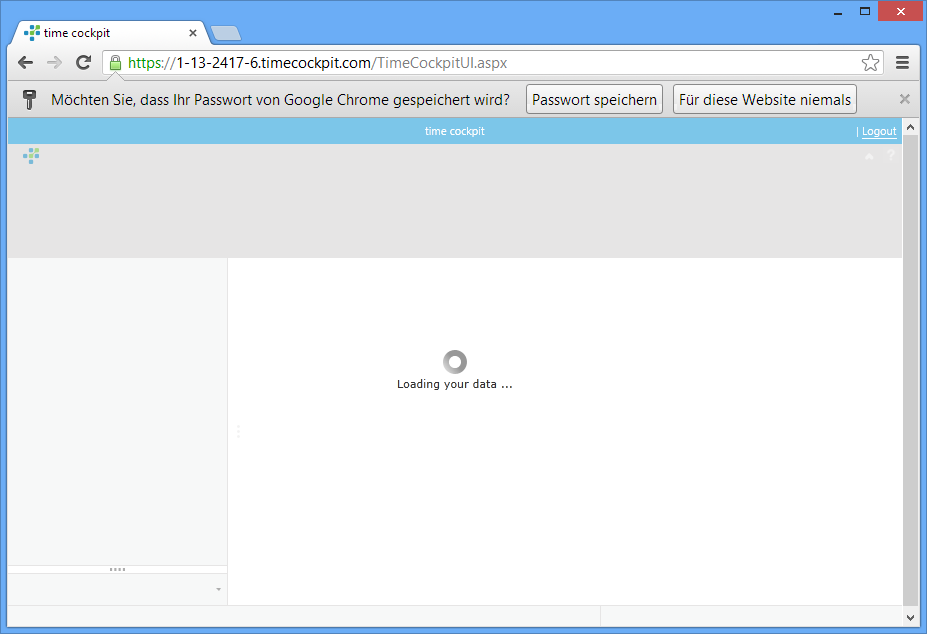 time cockpit
https://1-13-2417-6.timecockpit.com/TimeCockpitUI.aspx
Möchten Sie, dass Ihr Passwort von Google Chrome gespeichert wird? Passwort speichern Für diese Website niemals
time cockpit | Logout
?
Loading your data ...